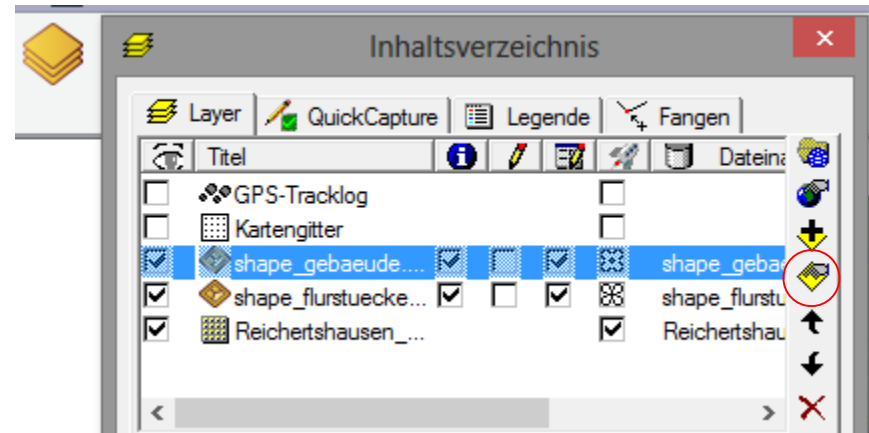 Inhaltsverzeichnis
Layer QuickCapture Legende Fangen
Titel Dateina
GPS-Tracklog
Kartengitter
shape_gebaeude.... shape_gebae
shape_flurstuecke... shape_flurstu
Reichertshausen_... Reichertshau